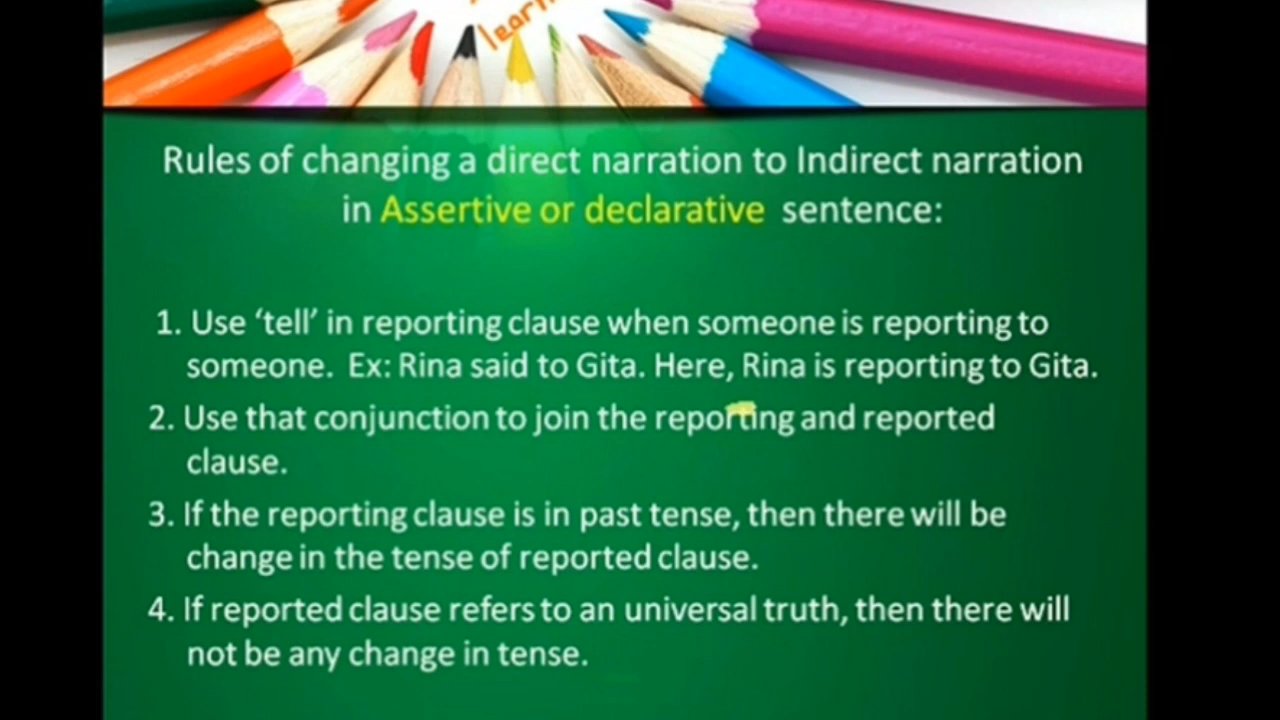 learn
Rules of changing a direct narration to Indirect narration
in Assertive or declarative sentence:
1. Use ‘tell’ in reporting clause when someone is reporting to
someone. Ex: Rina said to Gita. Here, Rina is reporting to Gita.
2. Use that conjunction to join the reporting and reported
clause.
3. If the reporting clause is in past tense, then there will be
change in the tense of reported clause.
4. If reported clause refers to an universal truth, then there will
not be any change in tense.